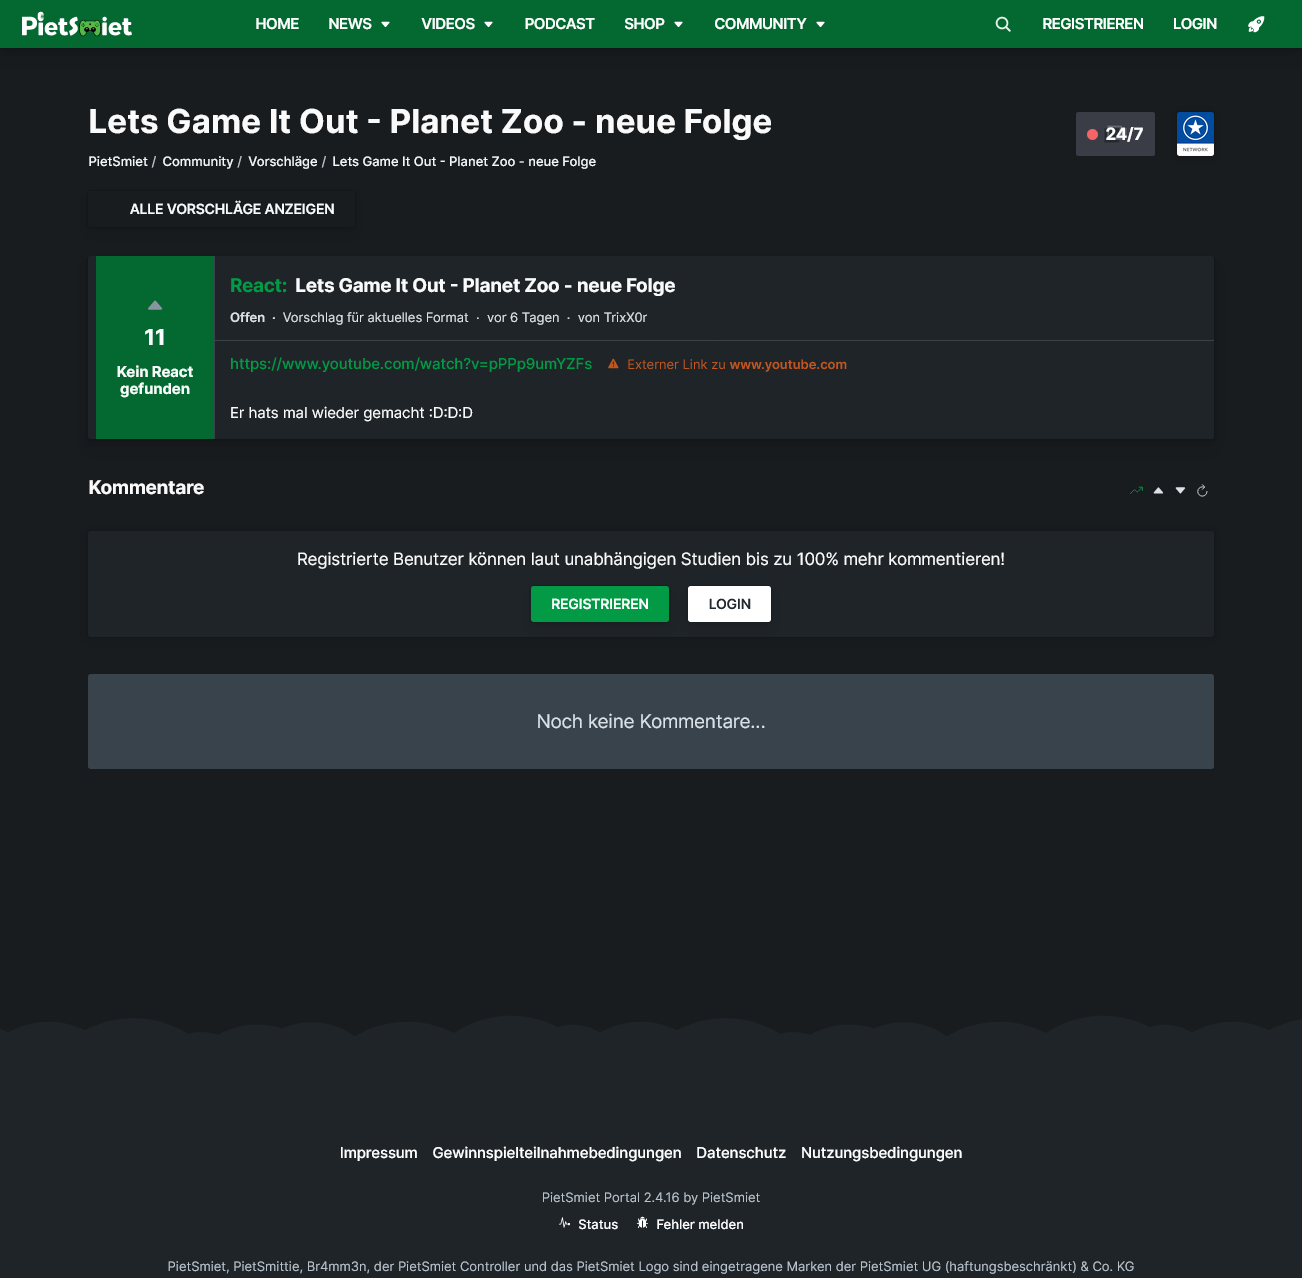 PietSmiet
HOME NEWS VIDEOS PODCAST SHOP COMMUNITY REGISTRIEREN LOGIN
Lets Game It Out - Planet Zoo - neue Folge
24/7
NETWORK
PietSmiet / Community / Vorschläge / Lets Game It Out - Planet Zoo - neue Folge
ALLE VORSCHLÄGE ANZEIGEN
11
Kein React
gefunden
React: Lets Game It Out - Planet Zoo - neue Folge
Offen · Vorschlag für aktuelles Format · vor 6 Tagen · von TrixX0r
https://www.youtube.com/watch?v=pPPp9umYZFs Externer Link zu www.youtube.com
Er hats mal wieder gemacht :D:D:D
Kommentare
Registrierte Benutzer können laut unabhängigen Studien bis zu 100% mehr kommentieren!
REGISTRIEREN LOGIN
Noch keine Kommentare...
Impressum Gewinnspielteilnahmebedingungen Datenschutz Nutzungsbedingungen
PietSmiet Portal 2.4.16 by PietSmiet
Status Fehler melden
PietSmiet, PietSmittie, Br4mm3n, der PietSmiet Controller und das PietSmiet Logo sind eingetragene Marken der PietSmiet UG (haftungsbeschränkt) & Co. KG